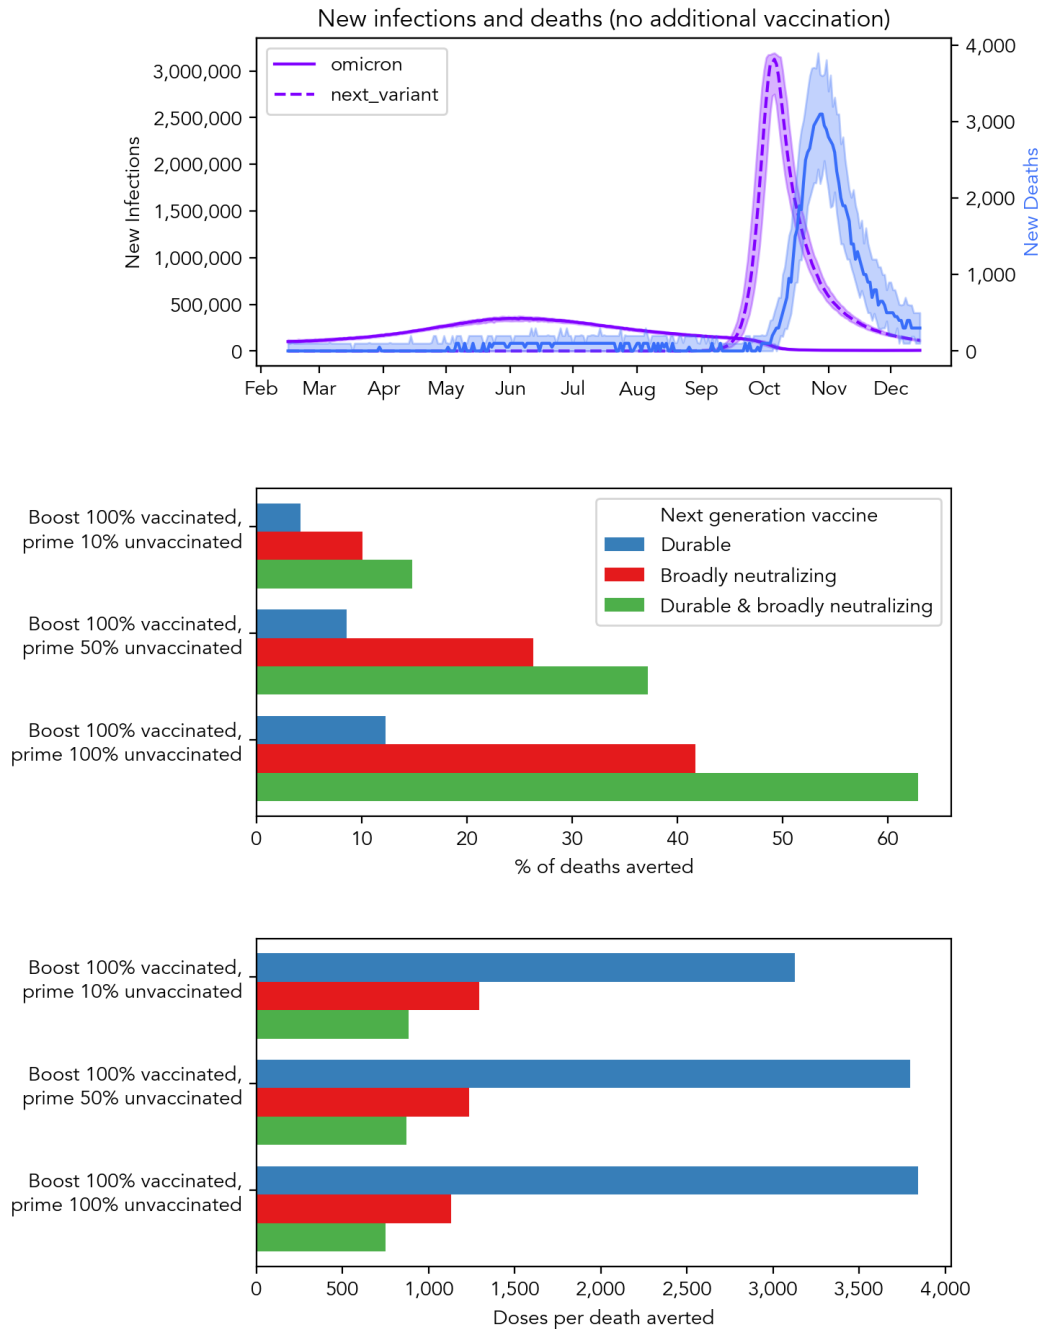 New infections and deaths (no additional vaccination)
omicron
next_variant
New Infections
3,000,000
2,500,000
2,000,000
1,500,000
1,000,000
500,000
0
4,000
3,000
2,000
1,000
0
New Deaths
Feb Mar Apr May Jun Jul Aug Sep Oct Nov Dec
Boost 100% vaccinated,
prime 10% unvaccinated
Boost 100% vaccinated,
prime 50% unvaccinated
Boost 100% vaccinated,
prime 100% unvaccinated
Next generation vaccine
Durable
Broadly neutralizing
Durable & broadly neutralizing
0 10 20 30 40 50 60
% of deaths averted
Boost 100% vaccinated,
prime 10% unvaccinated
Boost 100% vaccinated,
prime 50% unvaccinated
Boost 100% vaccinated,
prime 100% unvaccinated
0 500 1,000 1,500 2,000 2,500 3,000 3,500 4,000
Doses per death averted